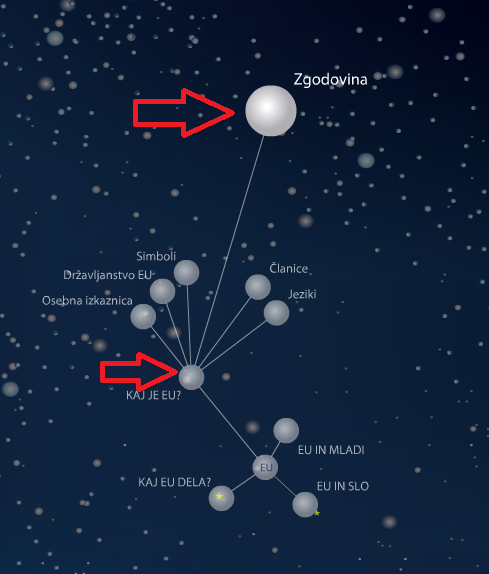 Zgodovina
Simboli
Članice
Državljanstvo EU
Jeziki
Osebna izkaznica
KAJ JE EU?
EU IN MLADI
EU
KAJ EU DELA?
EU IN SLO